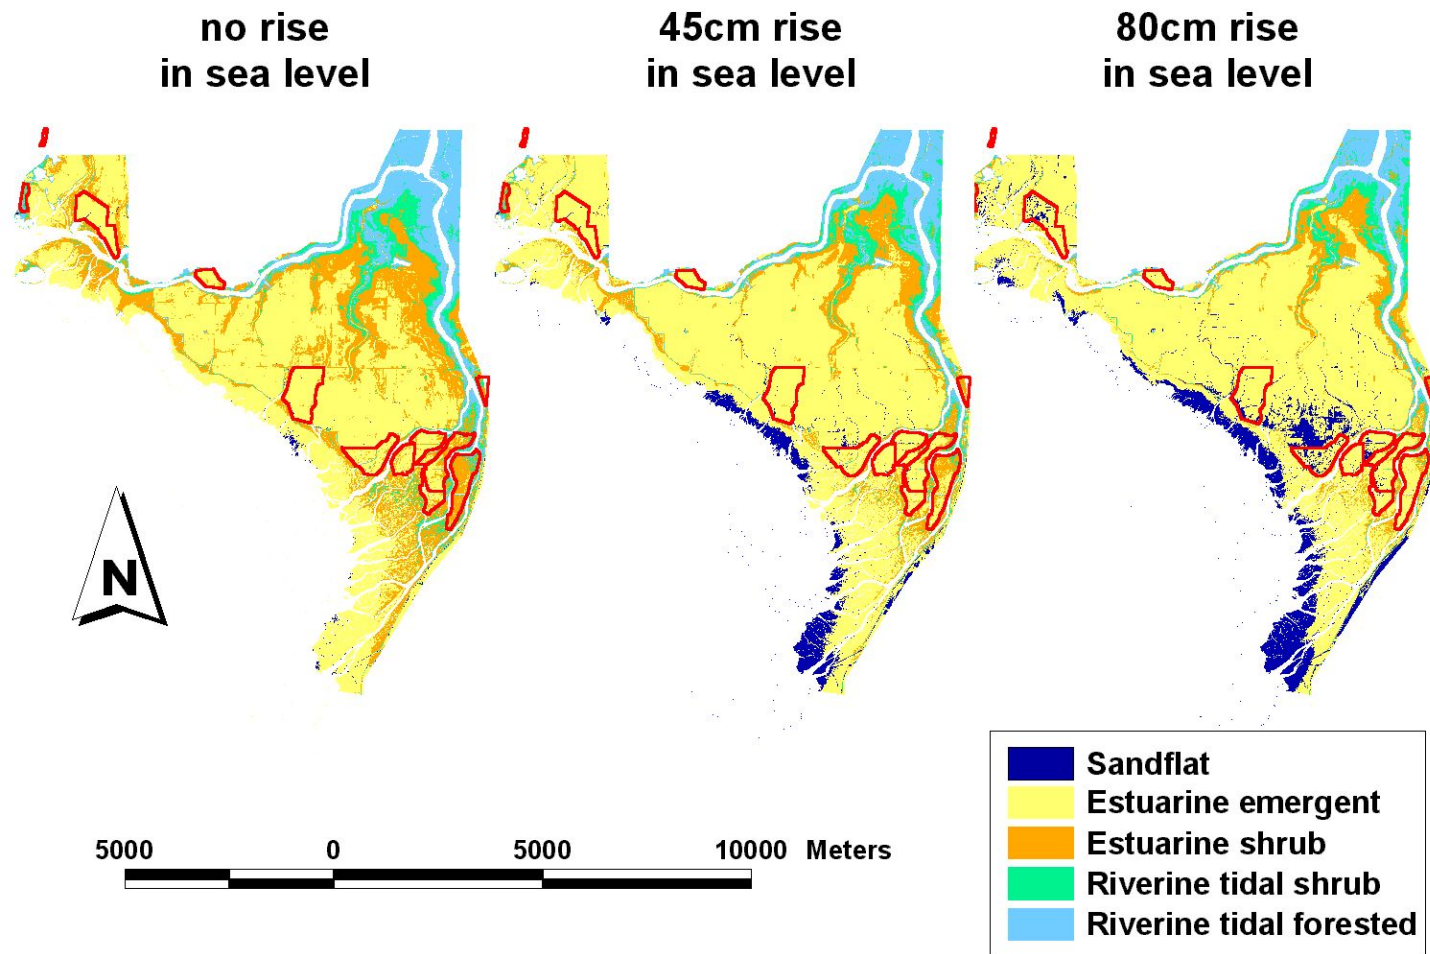 no rise
in sea level
45cm rise
in sea level
80cm rise
in sea level
N
Sandflat
Estuarine emergent
Estuarine shrub
Riverine tidal shrub
Riverine tidal forested
5000 0 5000 10000 Meters